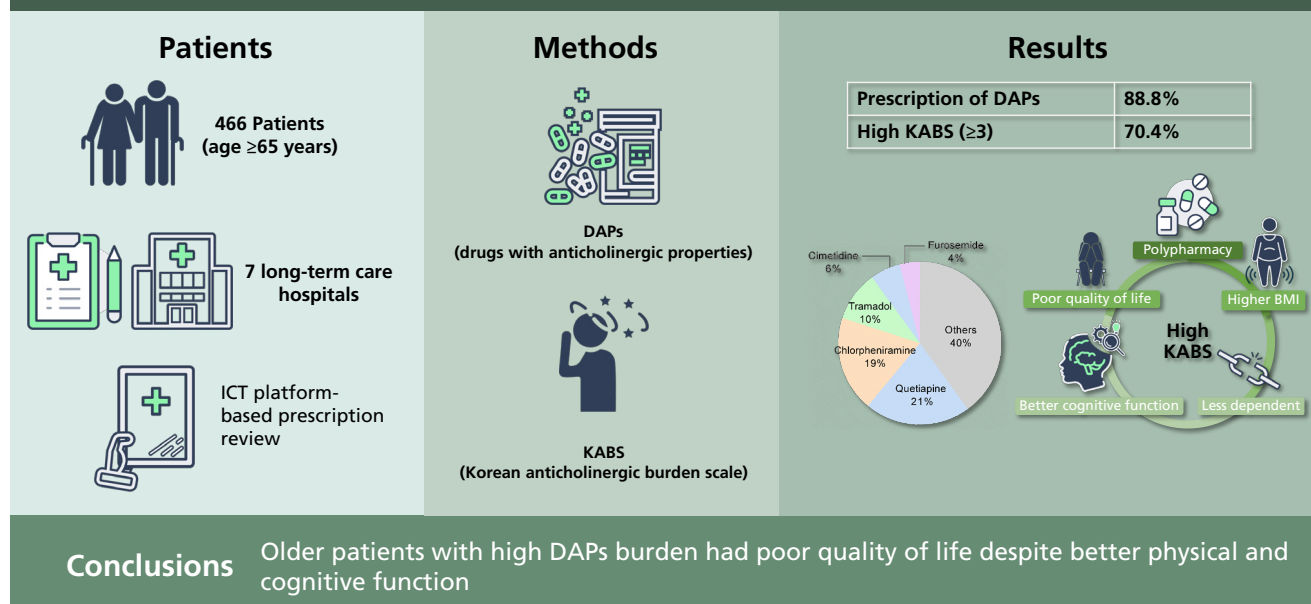 Patients
466 Patients
(age ≥65 years)
7 long-term care
hospitals
ICT platform-
based prescription
review
Methods
DAPs
(drugs with anticholinergic properties)
KABS
(Korean anticholinergic burden scale)
Results
Prescription of DAPs 88.8%
High KABS (≥3) 70.4%
Furosemide
4%
Cimetidine
6%
Tramadol
10%
Chlorpheniramine
19%
Quetiapine
21%
Others
40%
Polypharmacy
Poor quality of life
Higher BMI
High
KABS
Better cognitive function
Less dependent
Conclusions
Older patients with high DAPs burden had poor quality of life despite better physical and
cognitive function